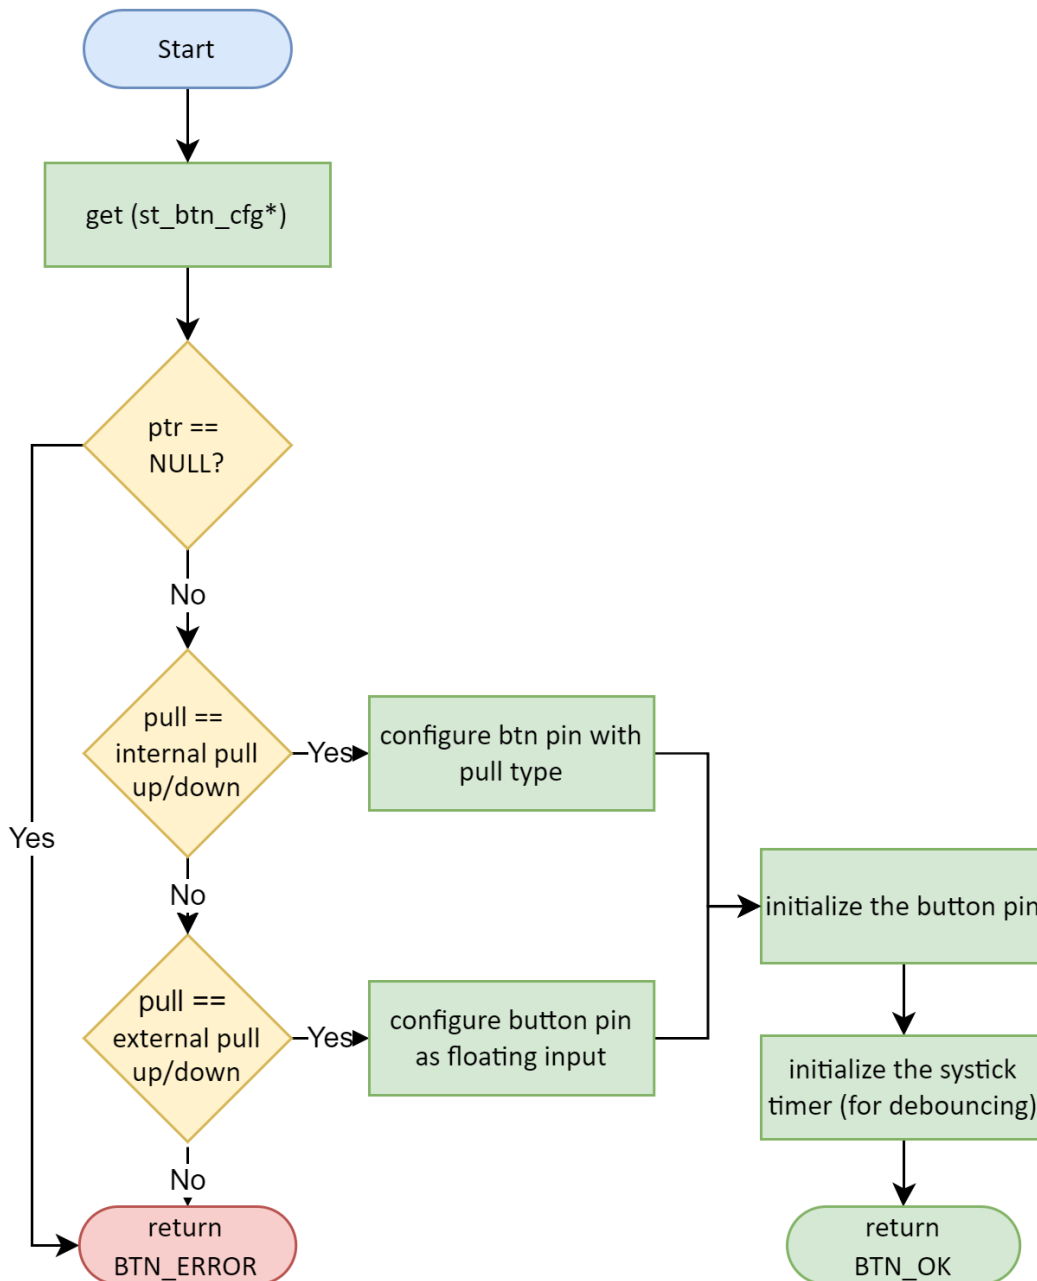 Start
get (st_btn_cfg*)
ptr ==
NULL?
No
pull ==
internal pull
up/down
Yes
configure btn pin with
pull type
Yes
No
initialize the button pin
pull ==
external pull
up/down
Yes
configure button pin
as floating input
initialize the systick
timer (for debouncing)
No
return
BTN_ERROR
return
BTN_OK